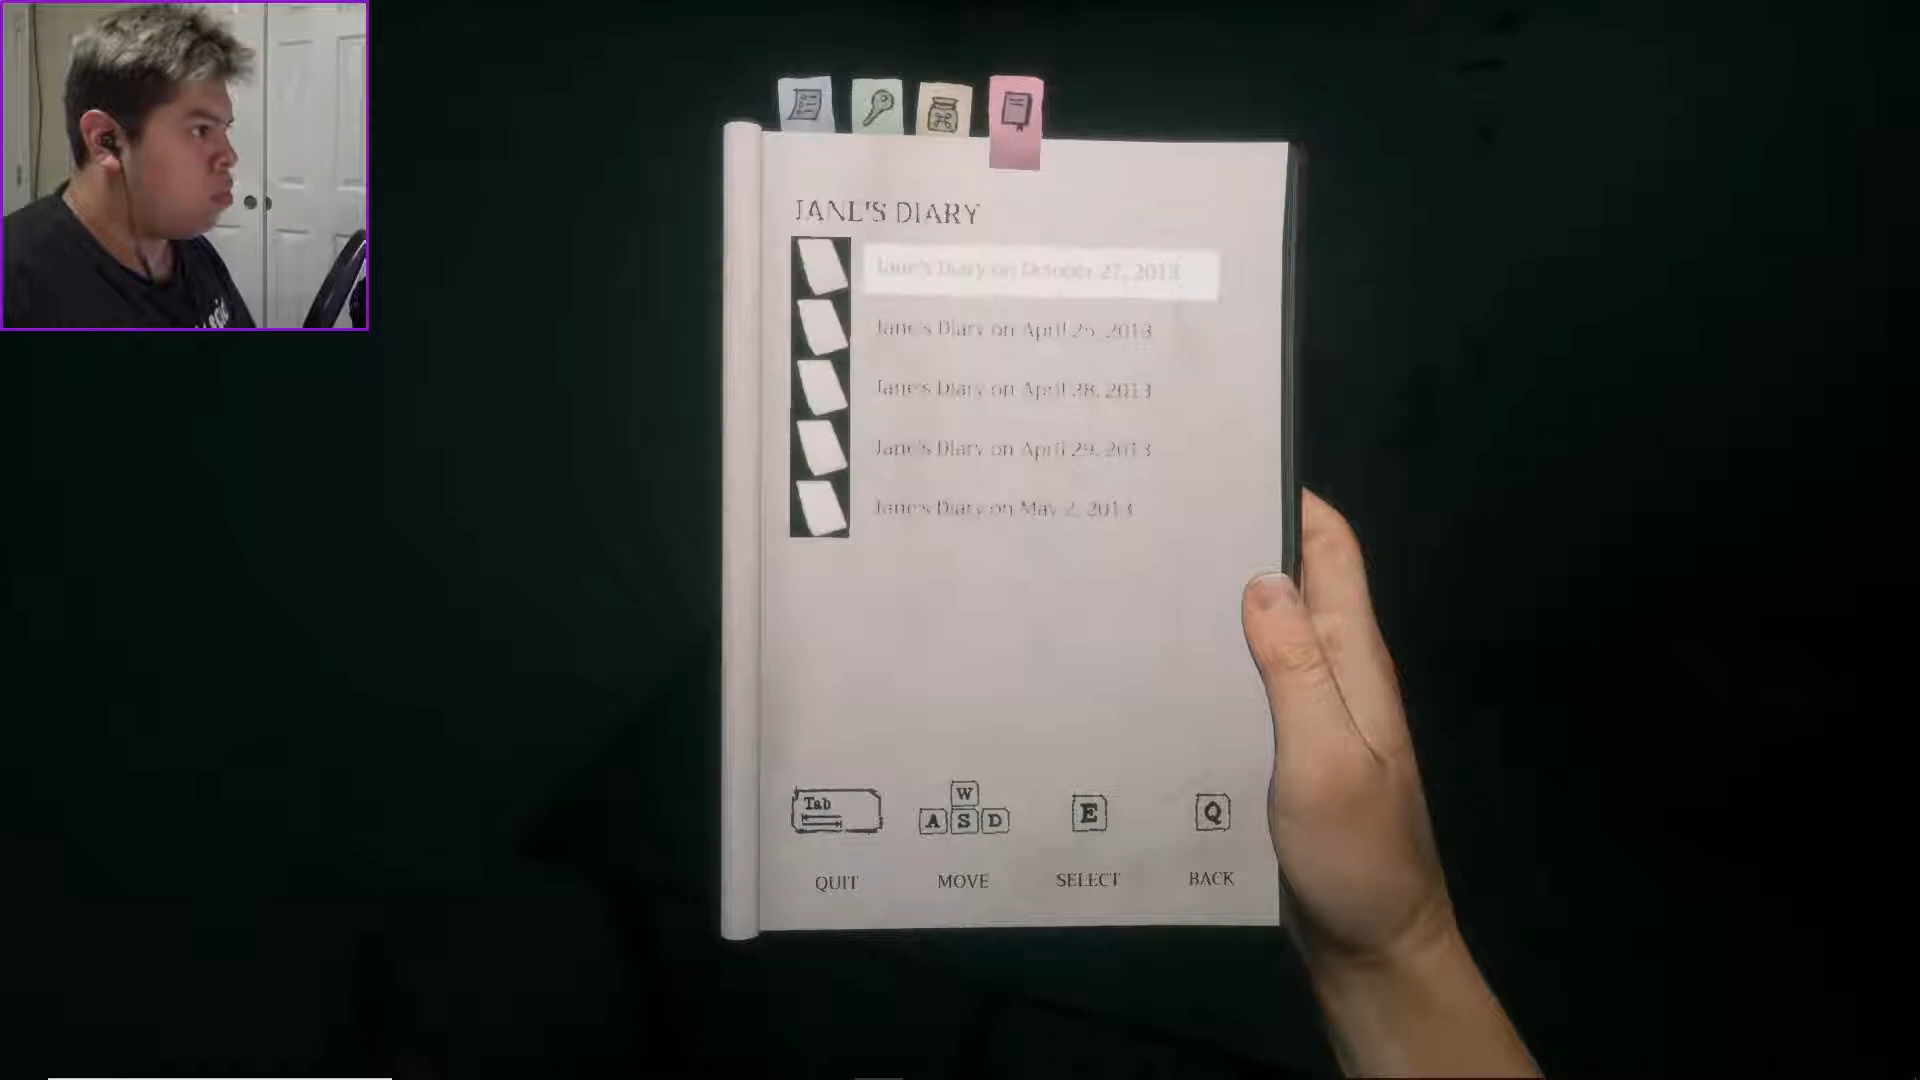 JANE'S DIARY
Jane's Diary on October 27, 2013
Jane's Diary on April 25, 2013
Jane's Diary on April 28, 2013
Jane's Diary on April 29, 2013
Jane's Diary on May 2, 2013
Tab
W
A S D
E
Q
QUIT MOVE SELECT BACK